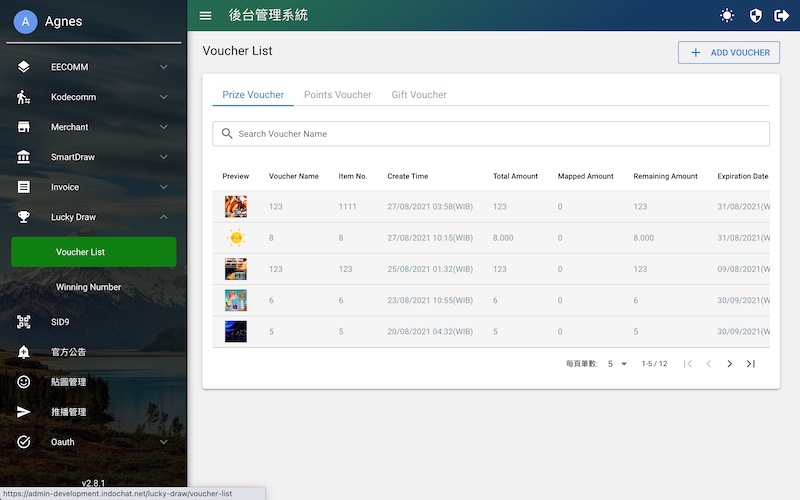 A Agnes
後台管理系統
EECOMM
Kodecomm
Merchant
SmartDraw
Invoice
Lucky Draw
Voucher List
Winning Number
SID9
官方公告
貼圖管理
推播管理
Oauth
v2.8.1
https://admin-development.indochat.net/lucky-draw/voucher-list
Voucher List
ADD VOUCHER
Prize Voucher Points Voucher Gift Voucher
Search Voucher Name
Preview Voucher Name Item No. Create Time Total Amount Mapped Amount Remaining Amount Expiration Date
123 1111 27/08/2021 03:58(WIB) 123 0 123 31/08/2021(W
8 8 27/08/2021 10:15(WIB) 8.000 0 8.000 31/08/2021(W
123 123 25/08/2021 01:32(WIB) 123 0 123 09/08/2021(W
6 6 23/08/2021 10:55(WIB) 6 0 6 30/09/2021(W
5 5 20/08/2021 04:32(WIB) 5 0 5 30/09/2021(W
每頁筆數: 5 1-5 / 12